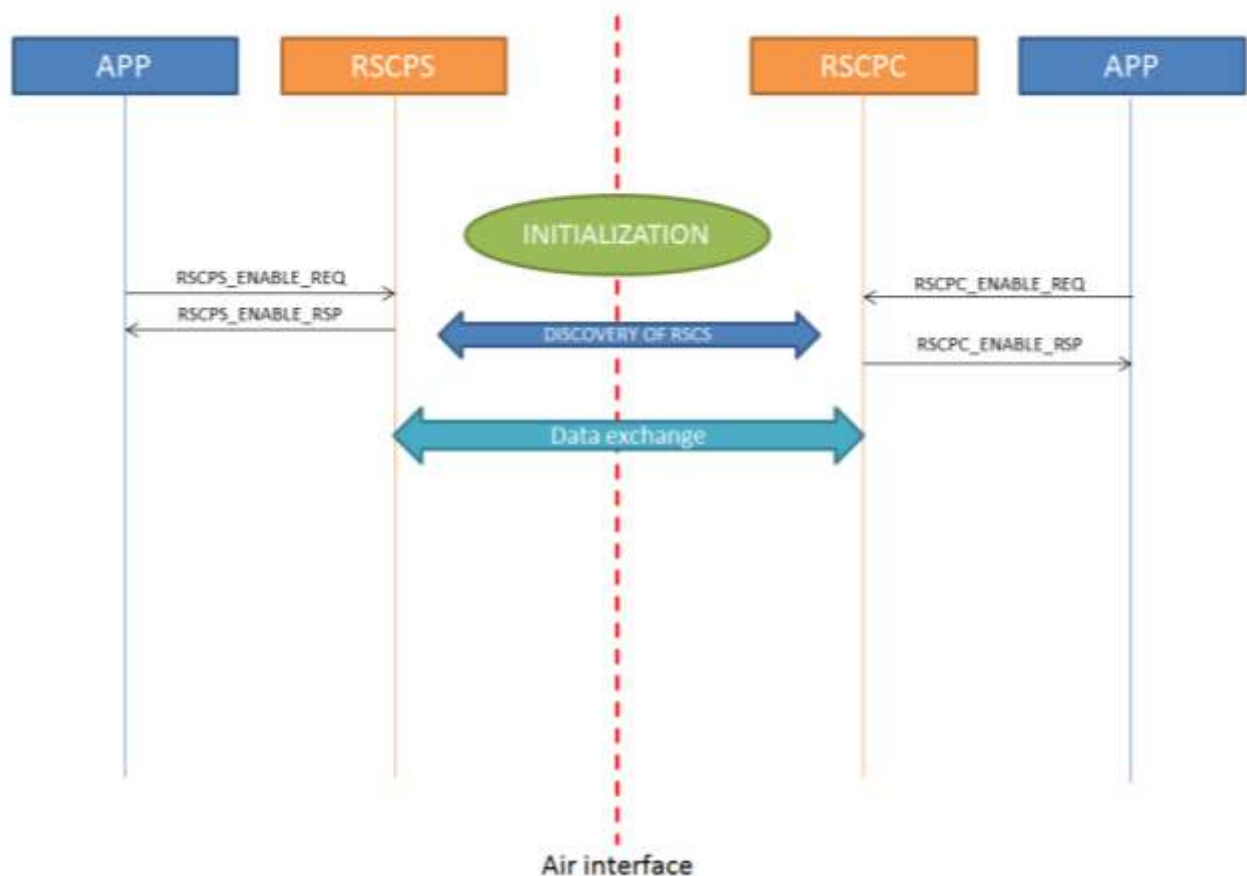 APP
RSCPS
RSCPC
APP
INITIALIZATION
RSCPS_ENABLE_REQ
RSCPC_ENABLE_REQ
RSCPS_ENABLE_RSP
DISCOVERY OF RSCS
RSCPC_ENABLE_RSP
Data exchange
Air interface